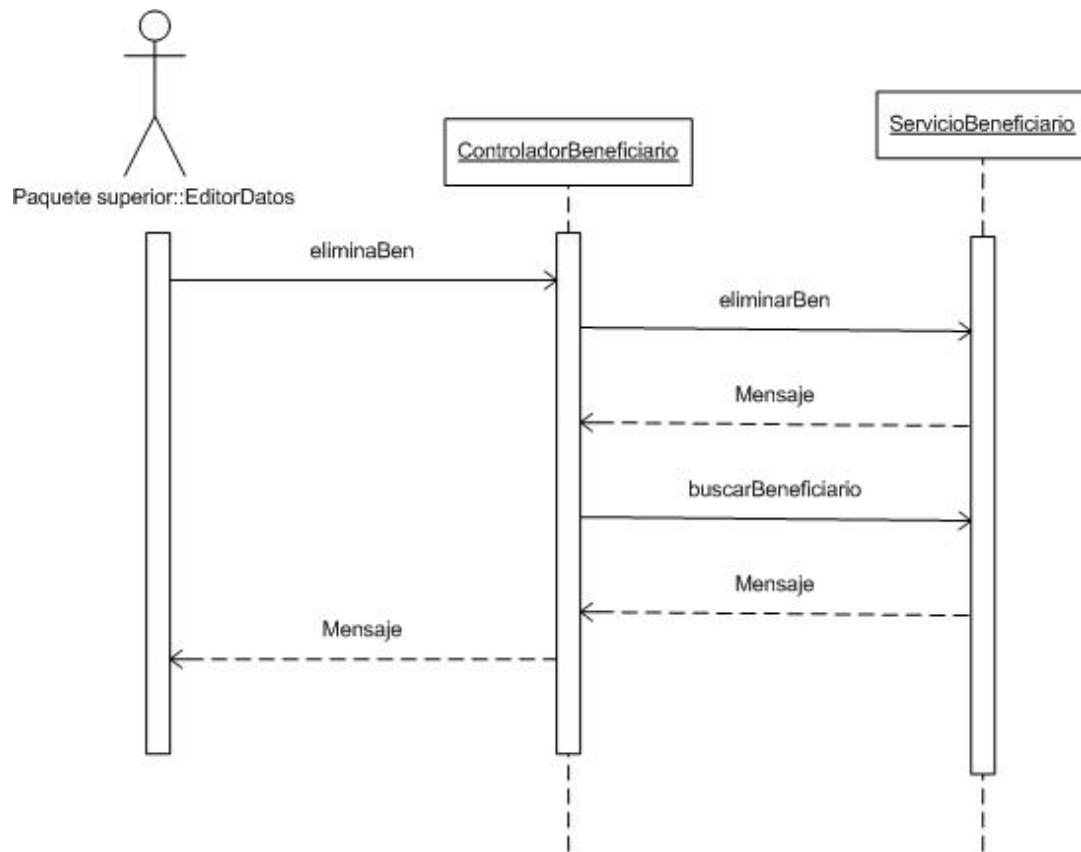 ServicioBeneficiario
ControladorBeneficiario
Paquete superior::EditorDatos
eliminaBen
eliminarBen
Mensaje
buscarBeneficiario
Mensaje
Mensaje